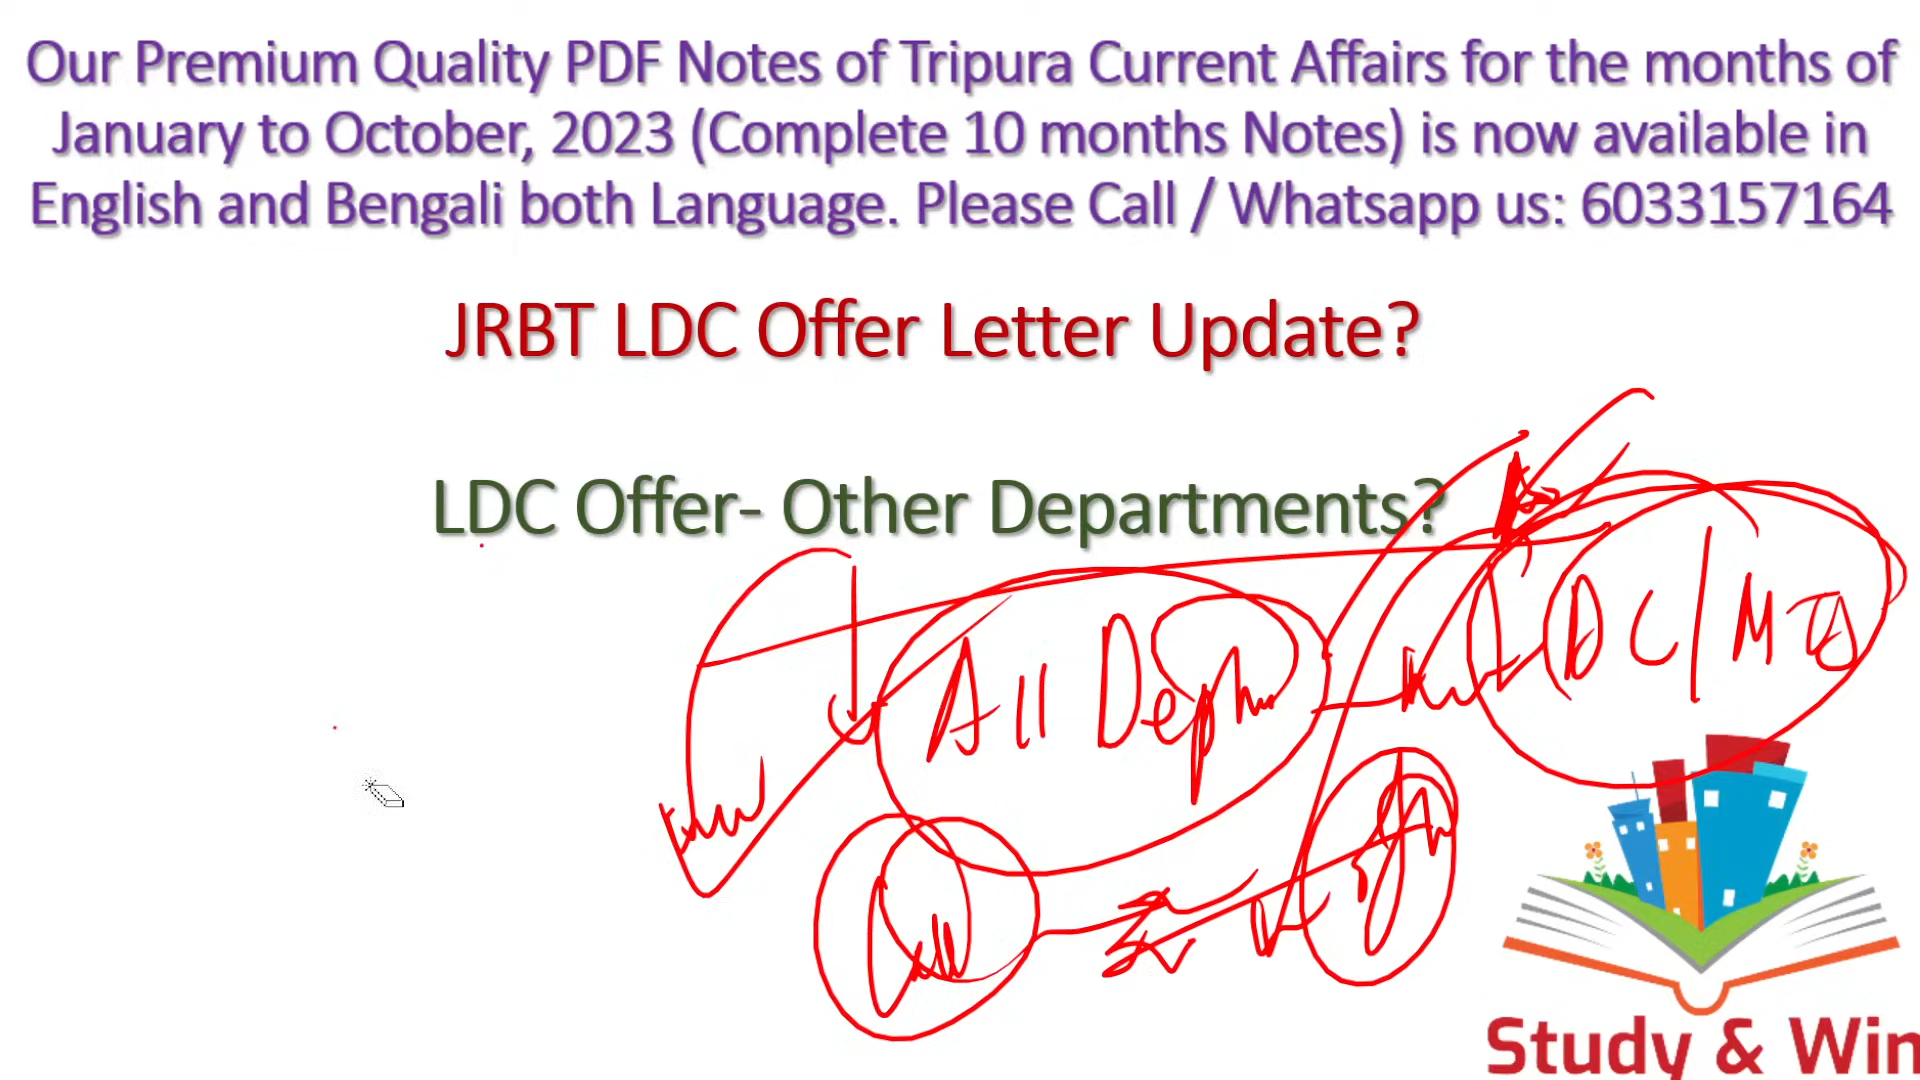 Our Premium Quality PDF Notes of Tripura Current Affairs for the months of
January to October, 2023 (Complete 10 months Notes) is now available in
English and Bengali both Language. Please Call / Whatsapp us: 6033157164
JRBT LDC Offer Letter Update?
LDC Offer- Other Departments?
LDC/MTS
All Dept
Study & Win